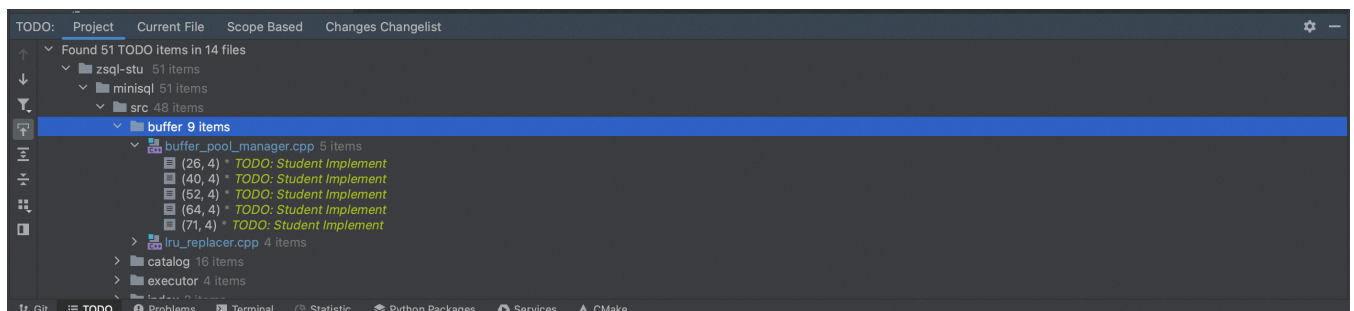 TODO: Project Current File Scope Based Changes Changelist
Found 51 TODO items in 14 files
zsql-stu 51 items
minisql 51 items
src 48 items
buffer 9 items
buffer_pool_manager.cpp 5 items
(26, 4) * TODO: Student Implement
(40, 4) * TODO: Student Implement
(52, 4) * TODO: Student Implement
(64, 4) * TODO: Student Implement
(71, 4) * TODO: Student Implement
lru_replacer.cpp 4 items
catalog 16 items
executor 4 items
Git TODO Problems Terminal Statistic Python Packages Services CMake